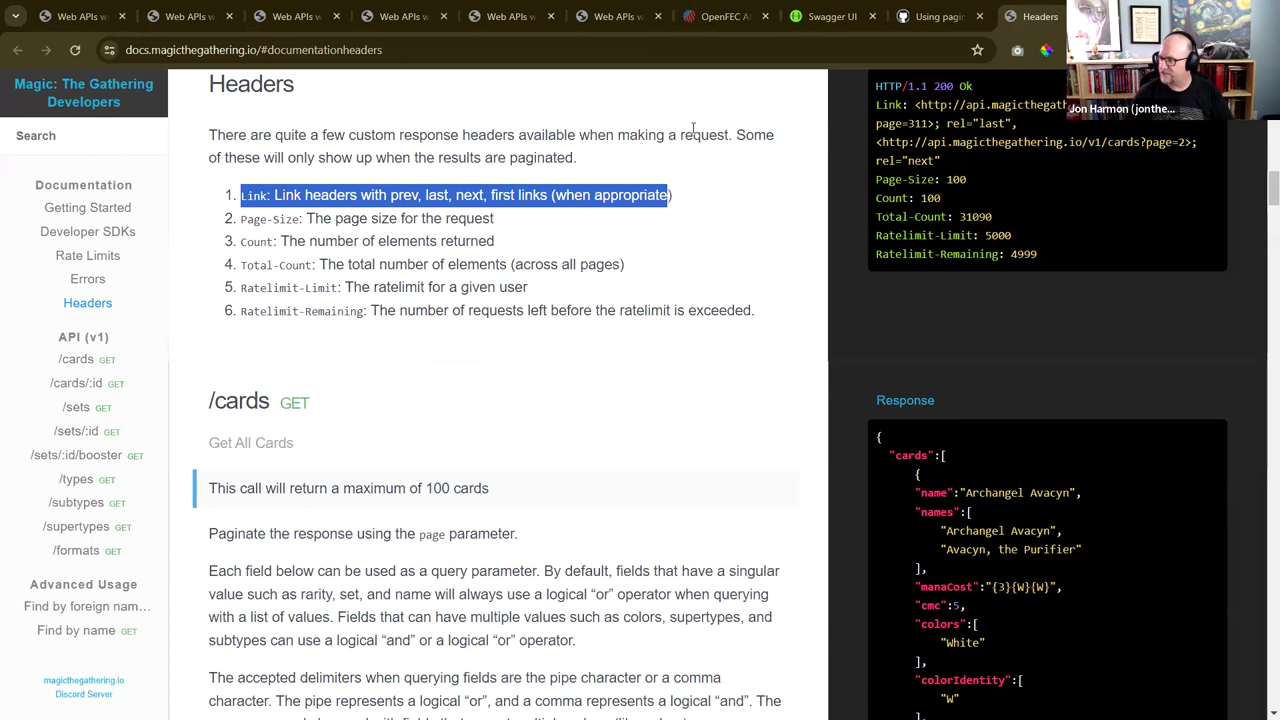 Web APIs w
Web APIs w
Web APIs w
Web APIs w
Web APIs w
OpenFEC A
Swagger UI
Using pagin
Headers
docs.magicthegathering.io/#documentationheaders
Jon Harmon (jonthe...
Magic: The Gathering
Developers
Search
Documentation
Getting Started
Developer SDKs
Rate Limits
Errors
Headers
API (v1)
/cards GET
/cards/:id GET
/sets GET
/sets/:id GET
/sets/:id/booster GET
/types GET
/subtypes GET
/supertypes GET
/formats GET
Advanced Usage
Find by foreign nam...
Find by name GET
magicthegathering.io
Discord Server
Headers
There are quite a few custom response headers available when making a request. Some
of these will only show up when the results are paginated.
1. Link: Link headers with prev, last, next, first links (when appropriate)
2. Page-Size: The page size for the request
3. Count: The number of elements returned
4. Total-Count: The total number of elements (across all pages)
5. Ratelimit-Limit: The ratelimit for a given user
6. Ratelimit-Remaining: The number of requests left before the ratelimit is exceeded.
/cards GET
Get All Cards
This call will return a maximum of 100 cards
Paginate the response using the page parameter.
Each field below can be used as a query parameter. By default, fields that have a singular
value such as rarity, set, and name will always use a logical “or” operator when querying
with a list of values. Fields that can have multiple values such as colors, supertypes, and
subtypes can use a logical “and” or a logical “or” operator.
The accepted delimiters when querying fields are the pipe character or a comma
character. The pipe represents a logical “or”, and a comma represents a logical “and”. The
HTTP/1.1 200 Ok
Link: <http://api.magicthegath
page=311>; rel="last",
<http://api.magicthegathering.io/v1/cards?page=2>;
rel="next"
Page-Size: 100
Count: 100
Total-Count: 31090
Ratelimit-Limit: 5000
Ratelimit-Remaining: 4999
Response
{
"cards":[
{
"name":"Archangel Avacyn",
"names":[
"Archangel Avacyn",
"Avacyn, the Purifier"
],
"manaCost":"{3}{W}{W}",
"cmc":5,
"colors":[
"White"
],
"colorIdentity":[
"W"